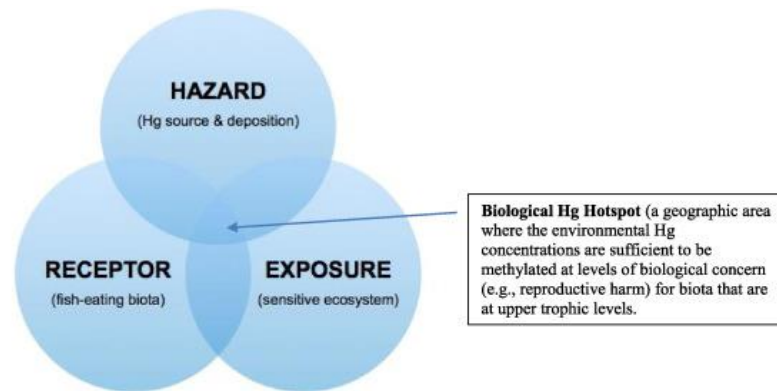 HAZARD
(Hg source & deposition)
RECEPTOR
(fish-eating biota)
EXPOSURE
(sensitive ecosystem)
Biological Hg Hotspot (a geographic area
where the environmental Hg
concentrations are sufficient to be
methylated at levels of biological concern
(e.g., reproductive harm) for biota that are
at upper trophic levels.